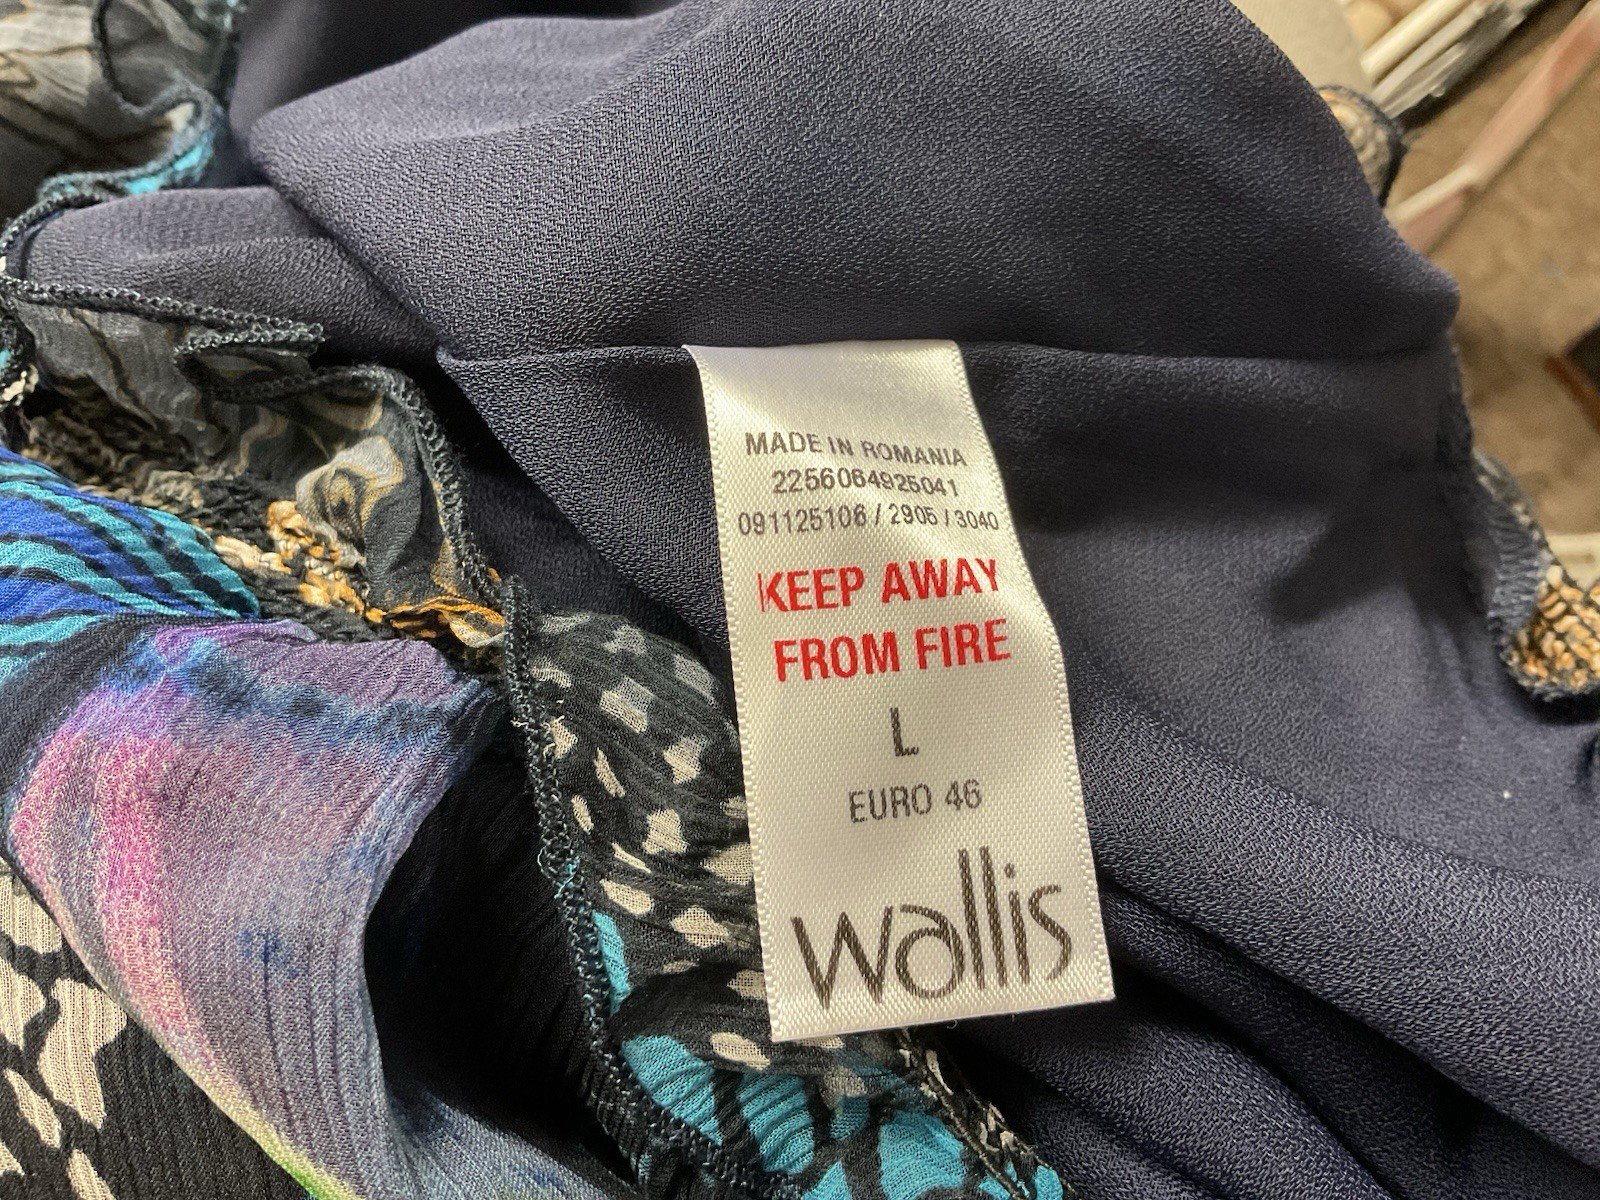 MADE IN ROMANIA
2256064925041
091125106 / 2905 / 3040
KEEP AWAY
FROM FIRE
L
EURO 46
wallis